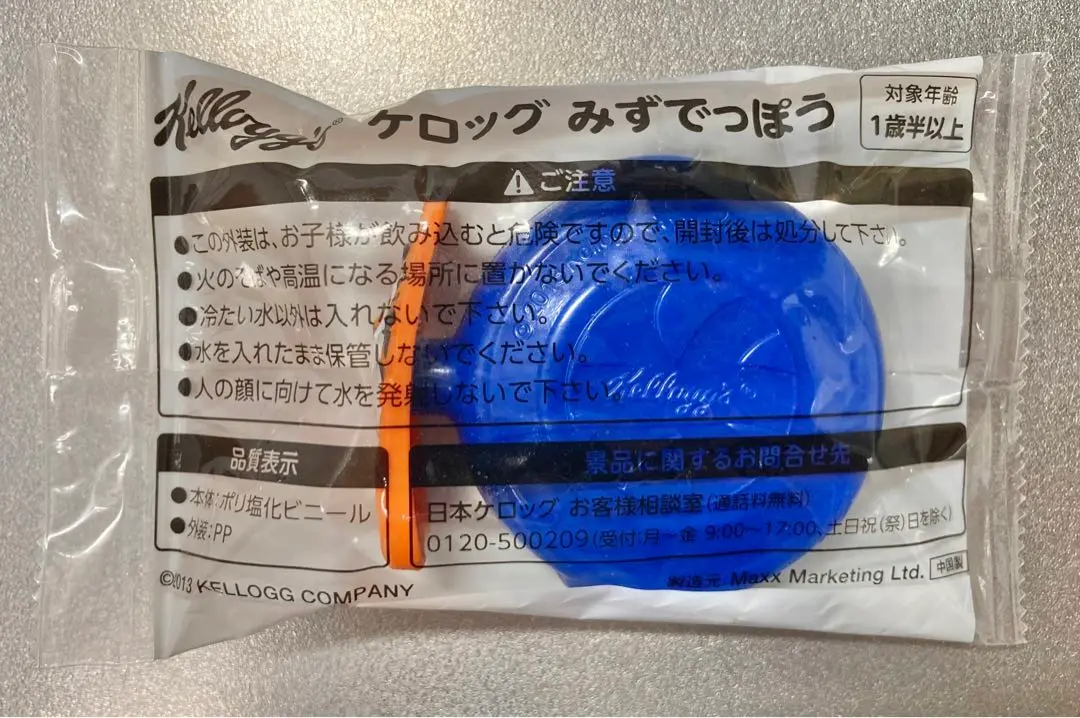 Kellogg's® ケロッグ みずでっぽう
対象年齢
1歳半以上
ご注意
●この外装は、お子様が飲み込むと危険ですので、開封後は処分して下さい。
●火のそばや高温になる場所に置かないでください。
●冷たい水以外は入れないで下さい。
●水を入れたまま保管しないでください。
●人の顔に向けて水を発射しないで下さい。
Kellogg's
品質表示
●本体:ポリ塩化ビニール
●外装:PP
景品に関するお問合せ先
日本ケロッグ お客様相談室(通話料無料)
0120-500209(受付:月〜金 9:00〜17:00、土日祝(祭)日を除く)
©2013 KELLOGG COMPANY
製造元 Maxx Marketing Ltd. 中国製